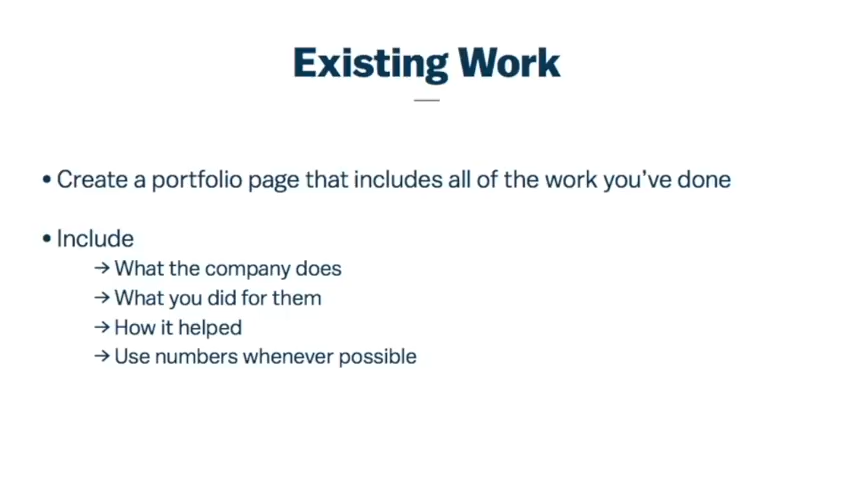 Existing Work
• Create a portfolio page that includes all of the work you've done
• Include
→ What the company does
→ What you did for them
→ How it helped
→ Use numbers whenever possible